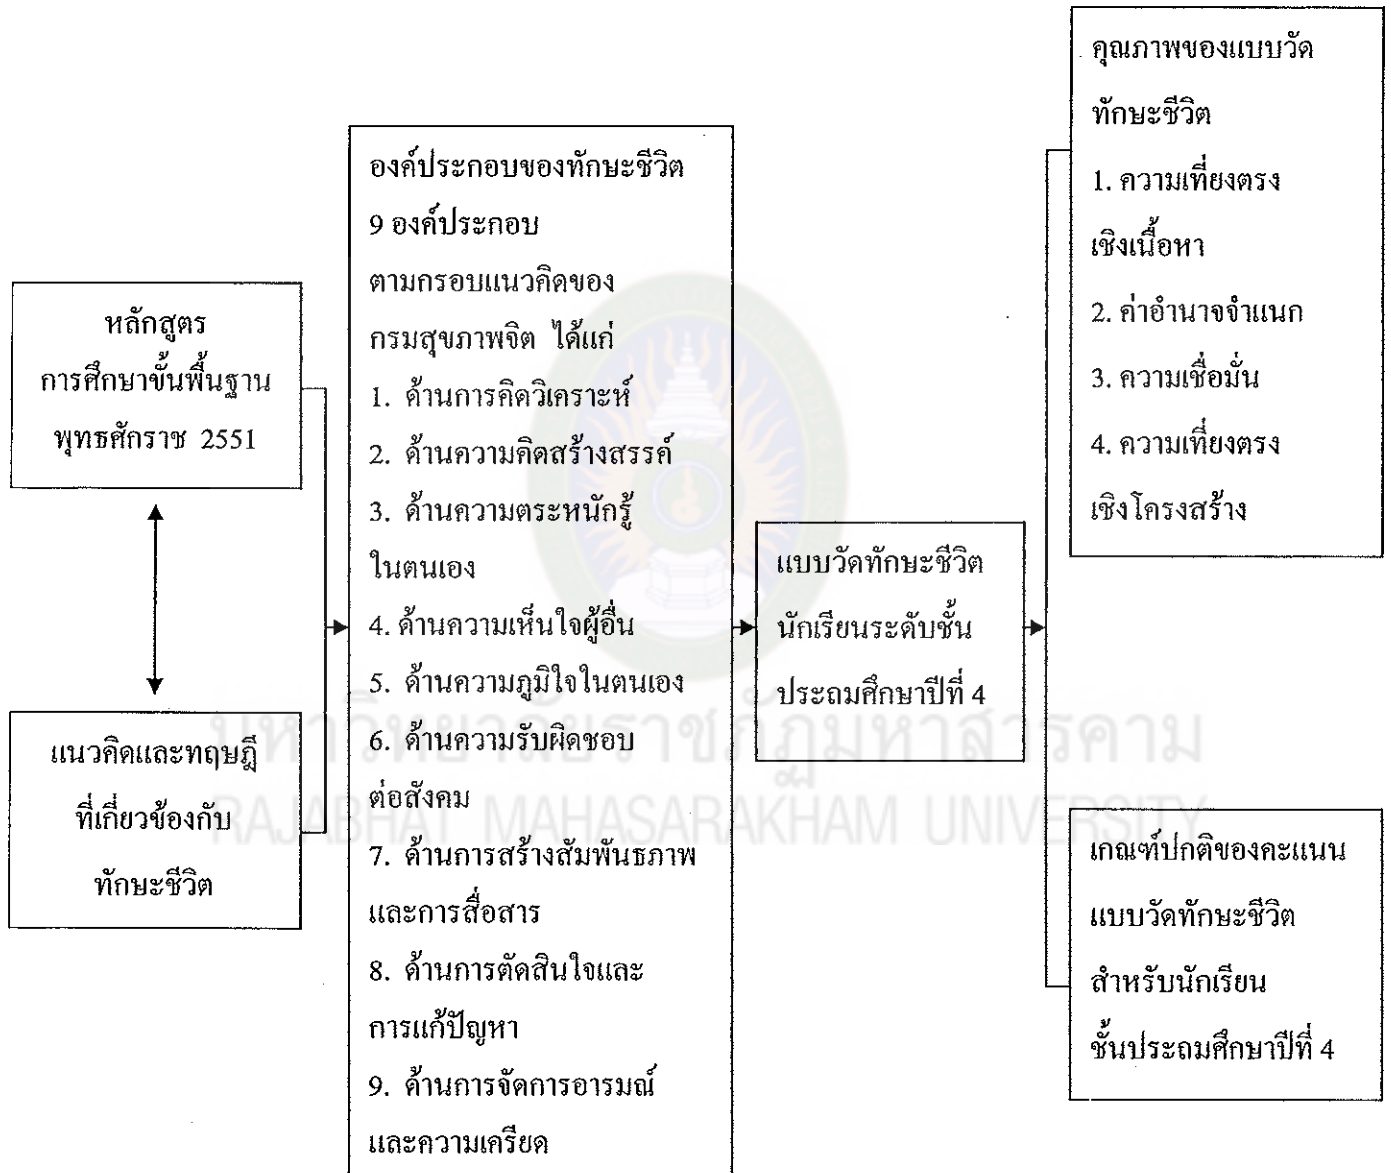 หลักสูตร
การศึกษาขั้นพื้นฐาน
พุทธศักราช 2551
แนวคิดและทฤษฎี
ที่เกี่ยวข้องกับ
ทักษะชีวิต
องค์ประกอบของทักษะชีวิต
9 องค์ประกอบ
ตามกรอบแนวคิดของ
กรมสุขภาพจิต ได้แก่
1. ด้านการคิดวิเคราะห์
2. ด้านความคิดสร้างสรรค์
3. ด้านความตระหนักรู้
ในตนเอง
4. ด้านความเห็นใจผู้อื่น
5. ด้านความภูมิใจในตนเอง
6. ด้านความรับผิดชอบ
ต่อสังคม
7. ด้านการสร้างสัมพันธภาพ
และการสื่อสาร
8. ด้านการตัดสินใจและ
การแก้ปัญหา
9. ด้านการจัดการอารมณ์
และความเครียด
แบบวัดทักษะชีวิต
นักเรียนระดับชั้น
ประถมศึกษาปีที่ 4
คุณภาพของแบบวัด
ทักษะชีวิต
1. ความเที่ยงตรง
เชิงเนื้อหา
2. ค่าอำนาจจำแนก
3. ความเชื่อมั่น
4. ความเที่ยงตรง
เชิงโครงสร้าง
เกณฑ์ปกติของคะแนน
แบบวัดทักษะชีวิต
สำหรับนักเรียน
ชั้นประถมศึกษาปีที่ 4
มหาวิทยาลัยราชภัฏมหาสารคาม
RAJABHAT MAHASARAKHAM UNIVERSITY